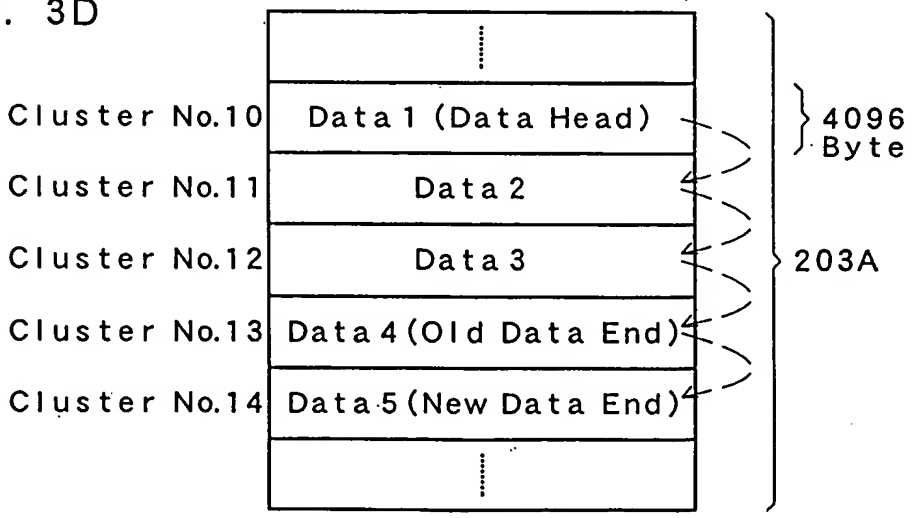 . 3D
Cluster No.10 Data 1 (Data Head) 4096
Byte
Cluster No.11 Data 2
Cluster No.12 Data 3 203A
Cluster No.13 Data 4 (Old Data End)
Cluster No.14 Data 5 (New Data End)